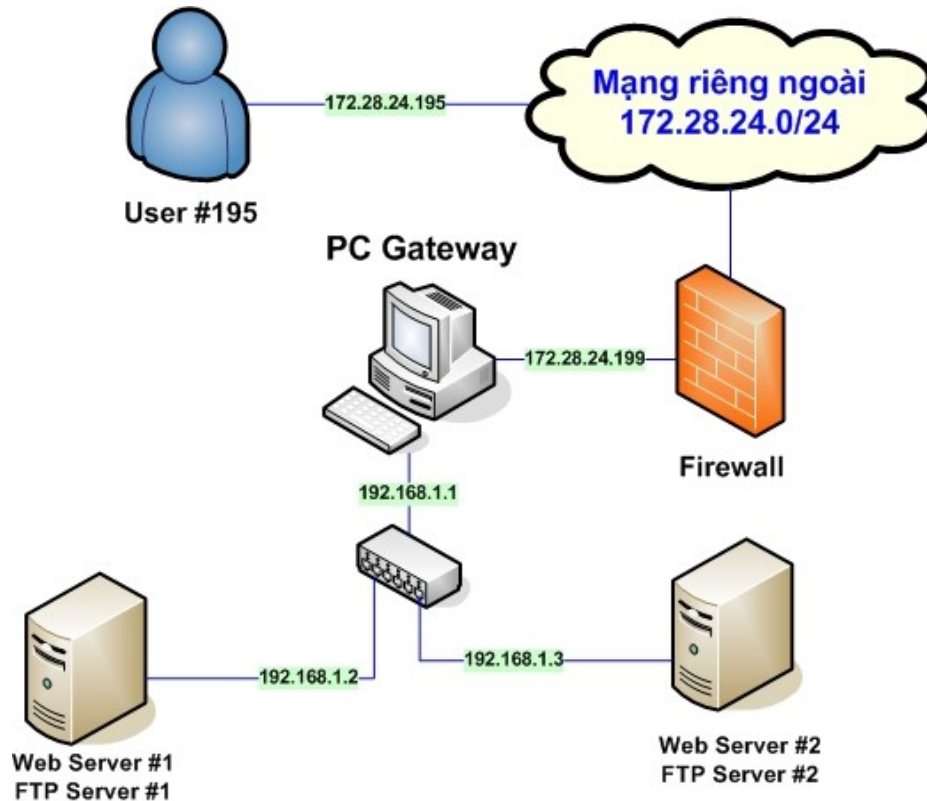 172.28.24.195
Mạng riêng ngoài
172.28.24.0/24
User #195
PC Gateway
172.28.24.199
Firewall
192.168.1.1
192.168.1.2
192.168.1.3
Web Server #1
FTP Server #1
Web Server #2
FTP Server #2